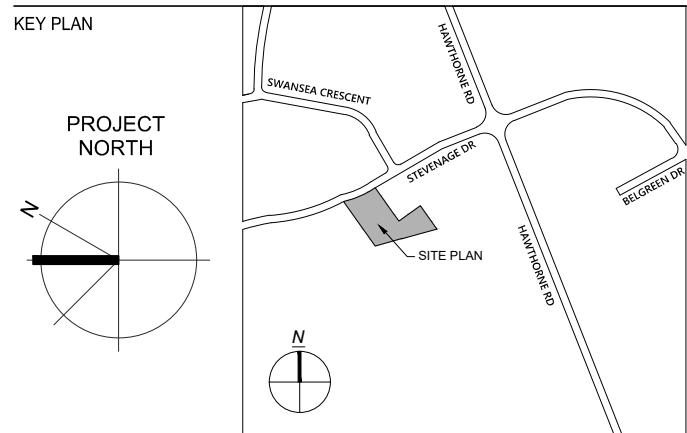 KEY PLAN
PROJECT
NORTH
N
SWANSEA CRESCENT
HAWTHORNE RD
STEVENAGE DR
BELGREEN DR
HAWTHORNE RD
SITE PLAN
N